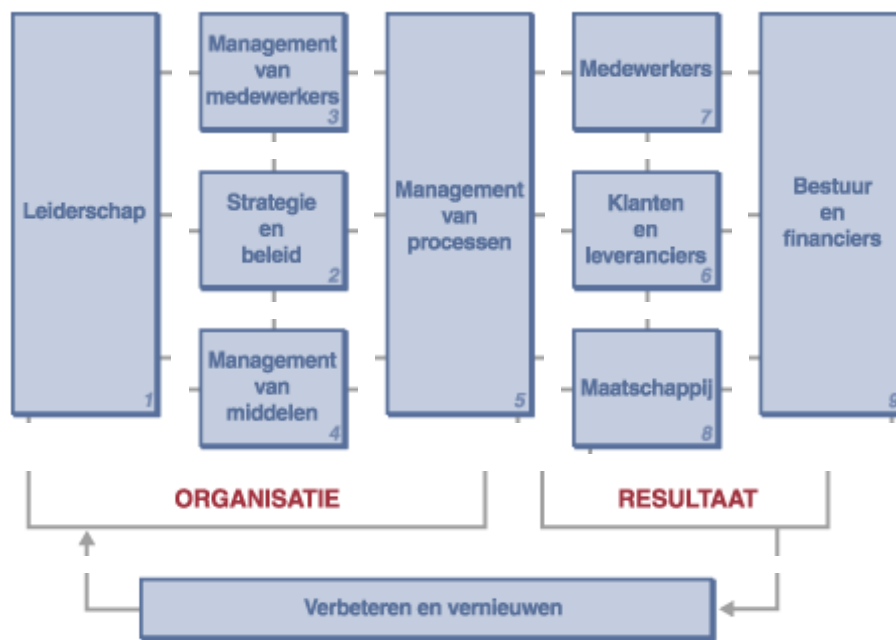 Leiderschap
1
Management
van
medewerkers
3
Strategie
en
beleid
2
Management
van
middelen
4
Management
van
processen
5
Medewerkers
7
Klanten
en
leveranciers
6
Maatschappij
8
Bestuur
en
financiers
9
ORGANISATIE
RESULTAAT
Verbeteren en vernieuwen